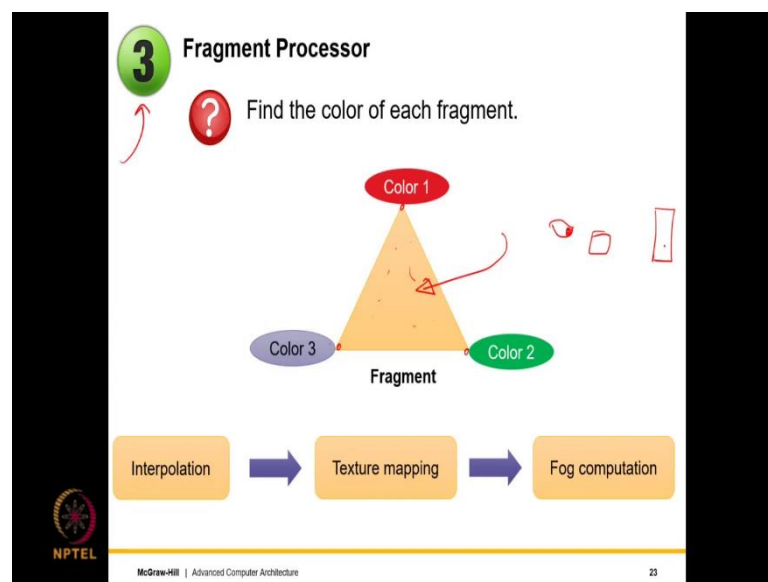 3
Fragment Processor
?
Find the color of each fragment.
Color 1
Color 3
Color 2
Fragment
Interpolation
Texture mapping
Fog computation
NPTEL
McGraw-Hill | Advanced Computer Architecture
23